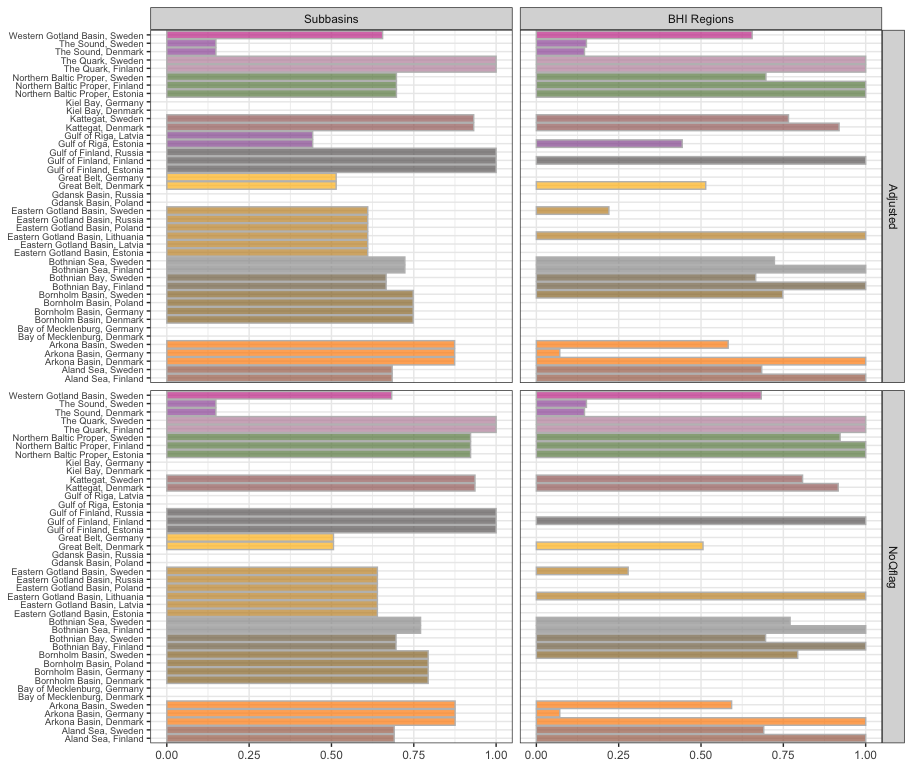 Subbasins
BHI Regions
Western Gotland Basin, Sweden
The Sound, Sweden
The Sound, Denmark
The Quark, Sweden
The Quark, Finland
Northern Baltic Proper, Sweden
Northern Baltic Proper, Finland
Northern Baltic Proper, Estonia
Kiel Bay, Germany
Kiel Bay, Denmark
Kattegat, Sweden
Kattegat, Denmark
Gulf of Riga, Latvia
Gulf of Riga, Estonia
Gulf of Finland, Russia
Gulf of Finland, Finland
Gulf of Finland, Estonia
Great Belt, Germany
Great Belt, Denmark
Gdansk Basin, Russia
Gdansk Basin, Poland
Eastern Gotland Basin, Sweden
Eastern Gotland Basin, Russia
Eastern Gotland Basin, Poland
Eastern Gotland Basin, Lithuania
Eastern Gotland Basin, Latvia
Eastern Gotland Basin, Estonia
Bothnian Sea, Sweden
Bothnian Sea, Finland
Bothnian Bay, Sweden
Bothnian Bay, Finland
Bornholm Basin, Sweden
Bornholm Basin, Poland
Bornholm Basin, Germany
Bornholm Basin, Denmark
Bay of Mecklenburg, Germany
Bay of Mecklenburg, Denmark
Arkona Basin, Sweden
Arkona Basin, Germany
Arkona Basin, Denmark
Aland Sea, Sweden
Aland Sea, Finland
Adjusted
Western Gotland Basin, Sweden
The Sound, Sweden
The Sound, Denmark
The Quark, Sweden
The Quark, Finland
Northern Baltic Proper, Sweden
Northern Baltic Proper, Finland
Northern Baltic Proper, Estonia
Kiel Bay, Germany
Kiel Bay, Denmark
Kattegat, Sweden
Kattegat, Denmark
Gulf of Riga, Latvia
Gulf of Riga, Estonia
Gulf of Finland, Russia
Gulf of Finland, Finland
Gulf of Finland, Estonia
Great Belt, Germany
Great Belt, Denmark
Gdansk Basin, Russia
Gdansk Basin, Poland
Eastern Gotland Basin, Sweden
Eastern Gotland Basin, Russia
Eastern Gotland Basin, Poland
Eastern Gotland Basin, Lithuania
Eastern Gotland Basin, Latvia
Eastern Gotland Basin, Estonia
Bothnian Sea, Sweden
Bothnian Sea, Finland
Bothnian Bay, Sweden
Bothnian Bay, Finland
Bornholm Basin, Sweden
Bornholm Basin, Poland
Bornholm Basin, Germany
Bornholm Basin, Denmark
Bay of Mecklenburg, Germany
Bay of Mecklenburg, Denmark
Arkona Basin, Sweden
Arkona Basin, Germany
Arkona Basin, Denmark
Aland Sea, Sweden
Aland Sea, Finland
NoQflag
0.00 0.25 0.50 0.75 1.00
0.00 0.25 0.50 0.75 1.00